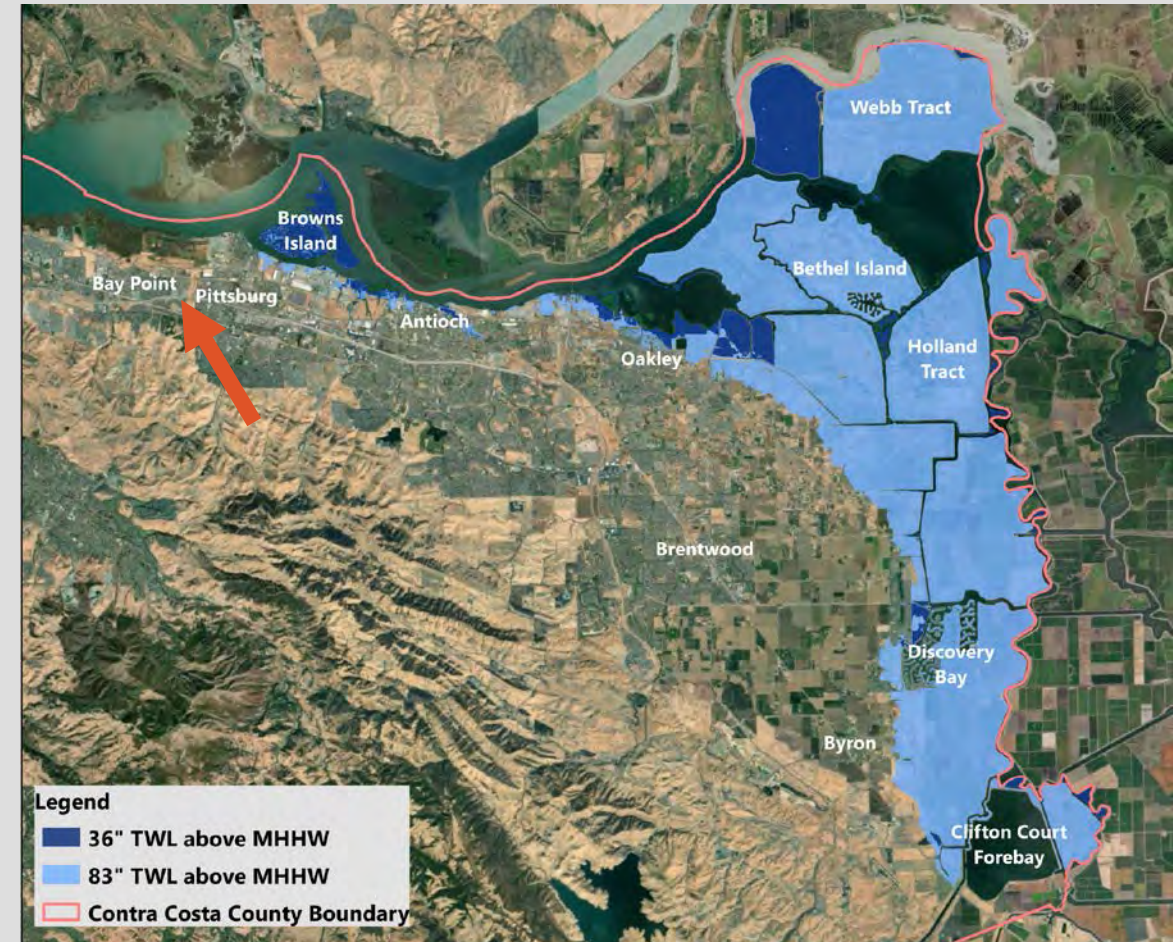 Webb Tract
Browns
Island
Bethel Island
Bay Point
Pittsburg
Antioch
Holland
Tract
Oakley
Brentwood
Discovery
Bay
Byron
Clifton Court
Forebay
Legend
36" TWL above MHHW
83" TWL above MHHW
Contra Costa County Boundary